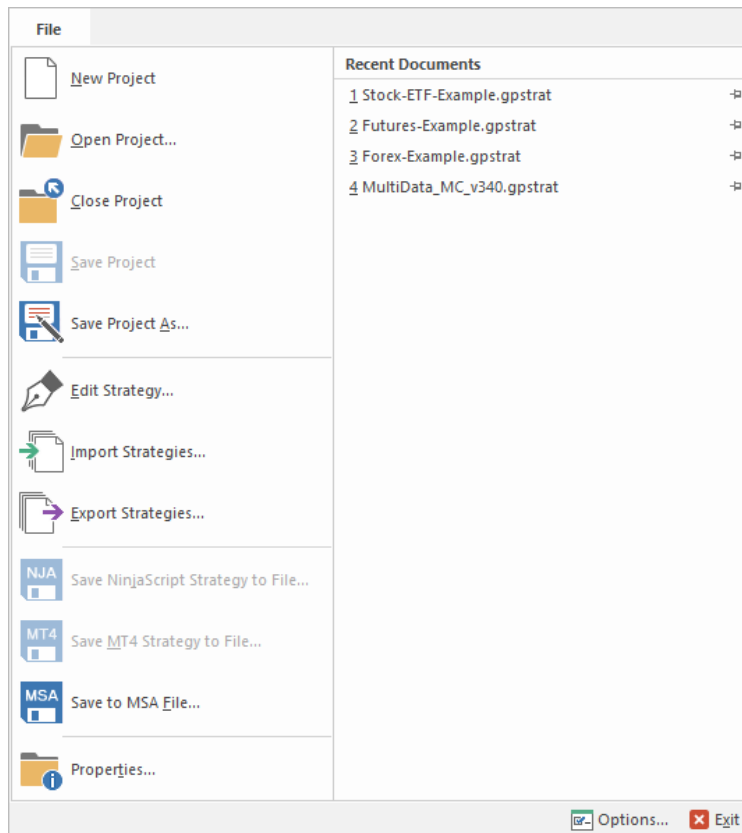 File
New Project
Open Project...
Close Project
Save Project
Save Project As...
Edit Strategy...
Import Strategies...
Export Strategies...
NJA
Save NinjaScript Strategy to File...
MT4
Save MT4 Strategy to File...
MSA
Save to MSA File...
Properties...
Recent Documents
1 Stock-ETF-Example.gpstrat
2 Futures-Example.gpstrat
3 Forex-Example.gpstrat
4 MultiData_MC_v340.gpstrat
Options... Exit